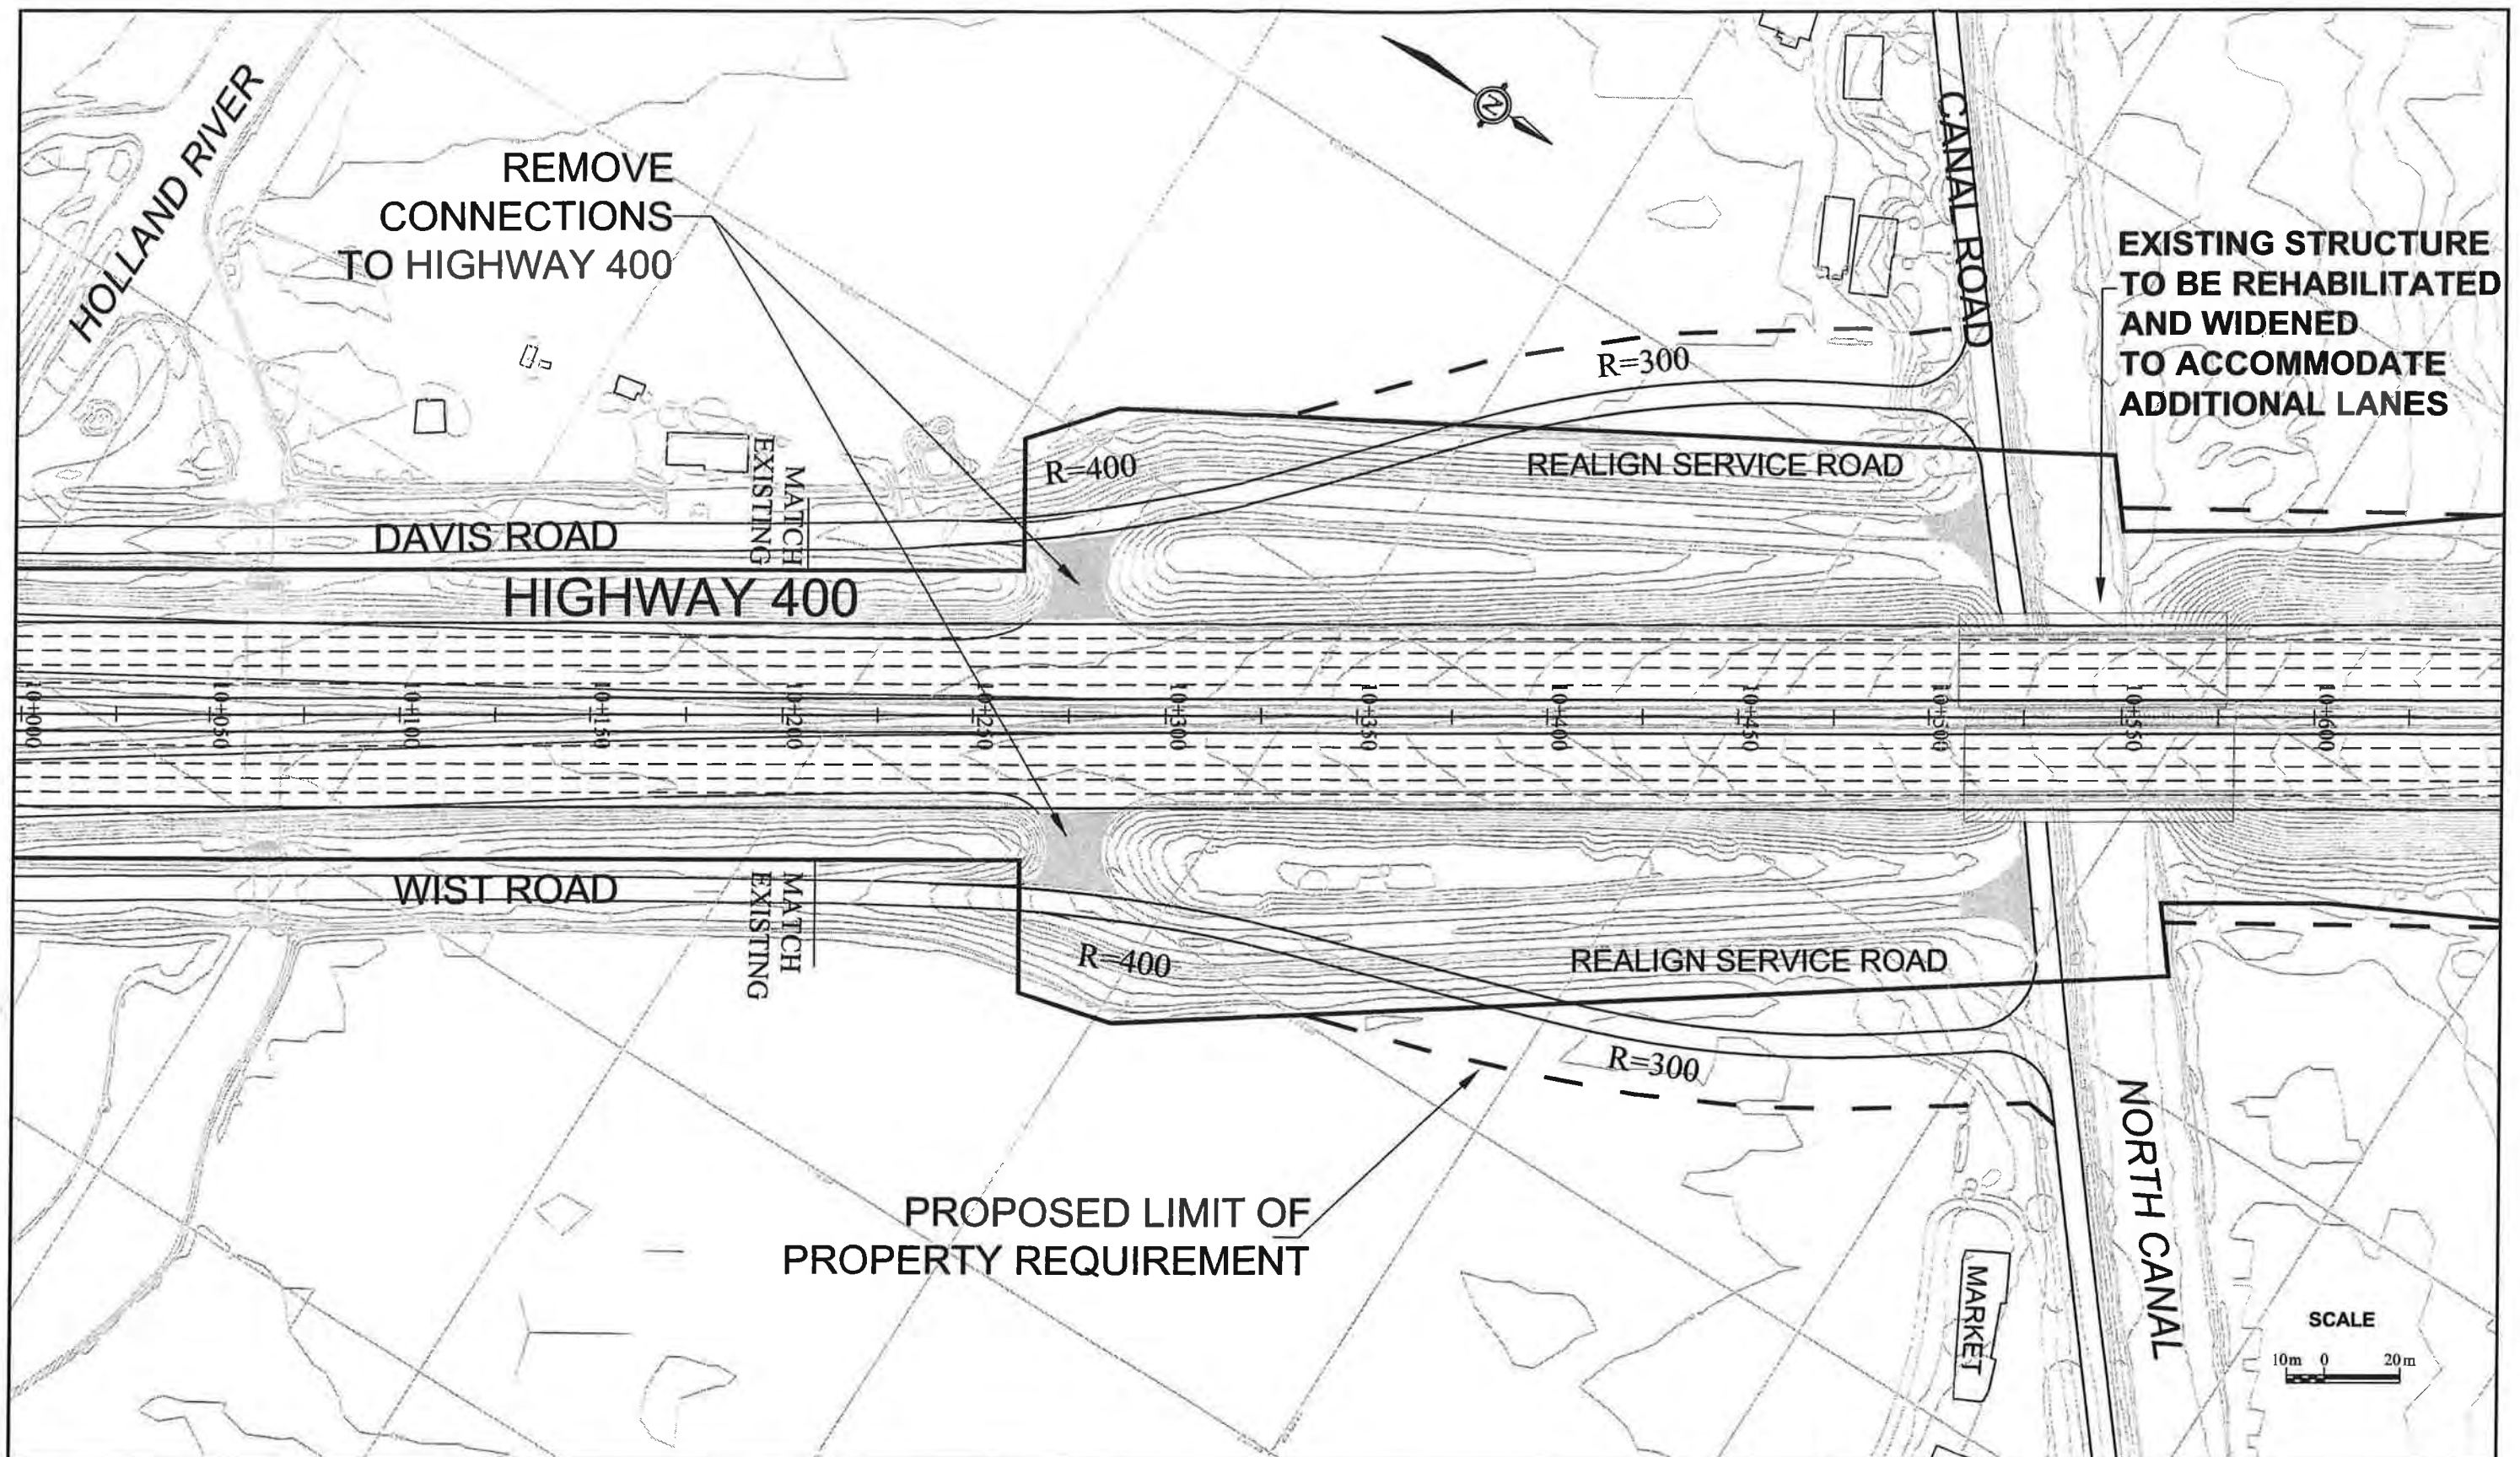 HOLLAND RIVER
REMOVE
CONNECTIONS
TO HIGHWAY 400
N
CANAL ROAD
EXISTING STRUCTURE
TO BE REHABILITATED
AND WIDENED
TO ACCOMMODATE
ADDITIONAL LANES
R=300
R=400
REALIGN SERVICE ROAD
MATCH
EXISTING
DAVIS ROAD
HIGHWAY 400
10+000
10+050
10+100
10+150
10+200
10+250
10+300
10+350
10+400
10+450
10+500
10+550
10+600
WIST ROAD
MATCH
EXISTING
R=400
REALIGN SERVICE ROAD
R=300
NORTH CANAL
PROPOSED LIMIT OF
PROPERTY REQUIREMENT
MARKET
SCALE
10m 0 20m